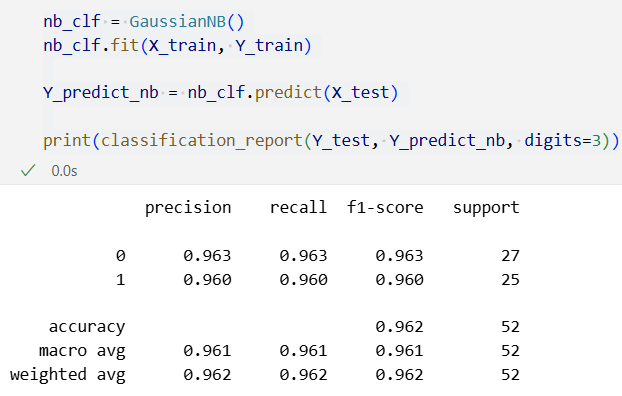 nb_clf = GaussianNB()
nb_clf.fit(X_train, Y_train)
Y_predict_nb = nb_clf.predict(X_test)
print(classification_report(Y_test, Y_predict_nb, digits=3))
✓ 0.0s
precision recall f1-score support
0 0.963 0.963 0.963 27
1 0.960 0.960 0.960 25
accuracy 0.962 52
macro avg 0.961 0.961 0.961 52
weighted avg 0.962 0.962 0.962 52